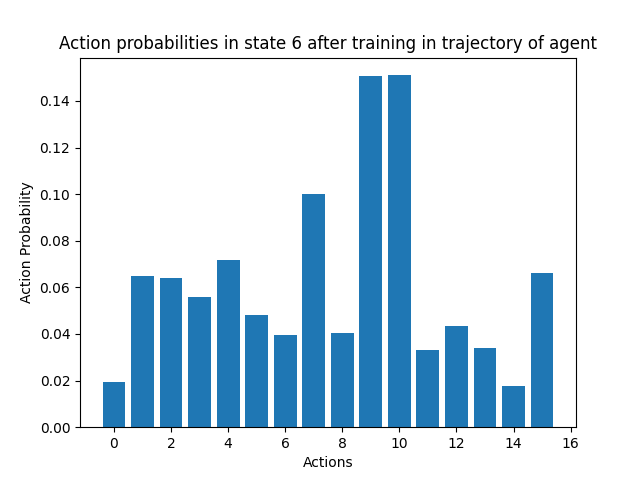 Action probabilities in state 6 after training in trajectory of agent
Action Probability
0.14
0.12
0.10
0.08
0.06
0.04
0.02
0.00
0 2 4 6 8 10 12 14 16
Actions